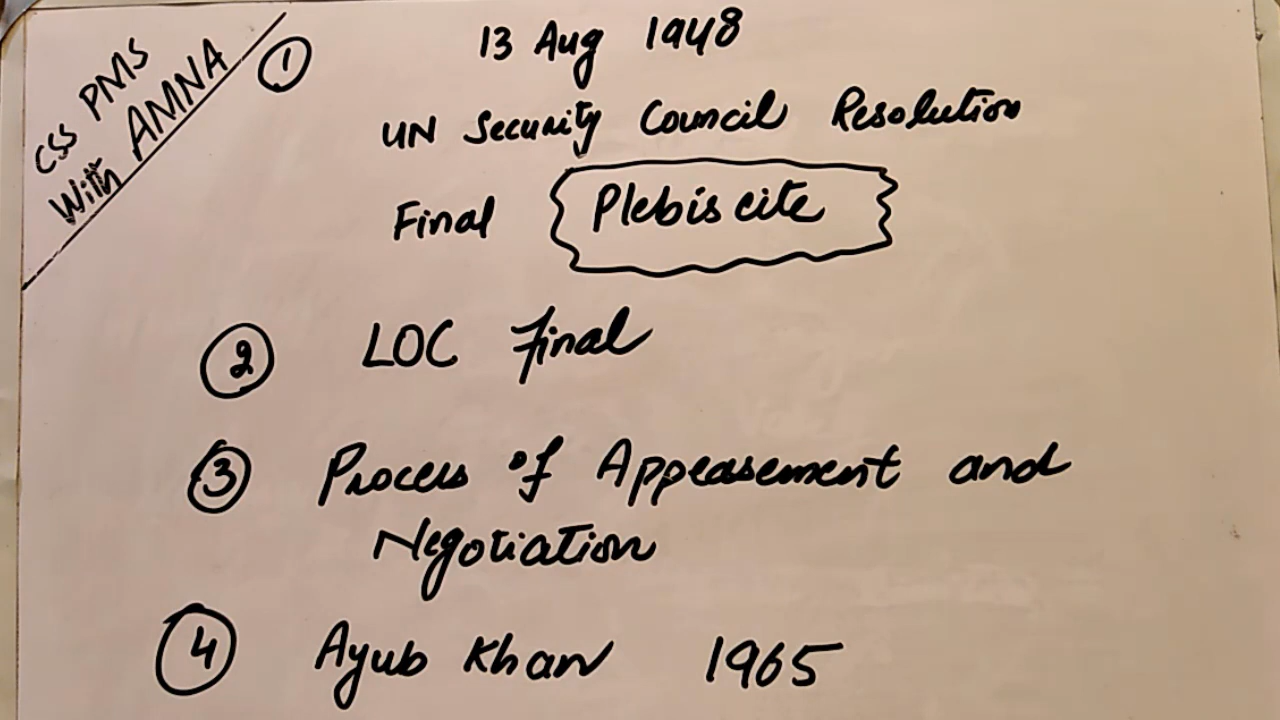 CSS PMS
With AMNA
① 13 Aug 1948
UN Security Council Resolution
Final Plebiscite
② LOC Final
③ Process of Appeasement and
Negotiation
④ Ayub Khan 1965